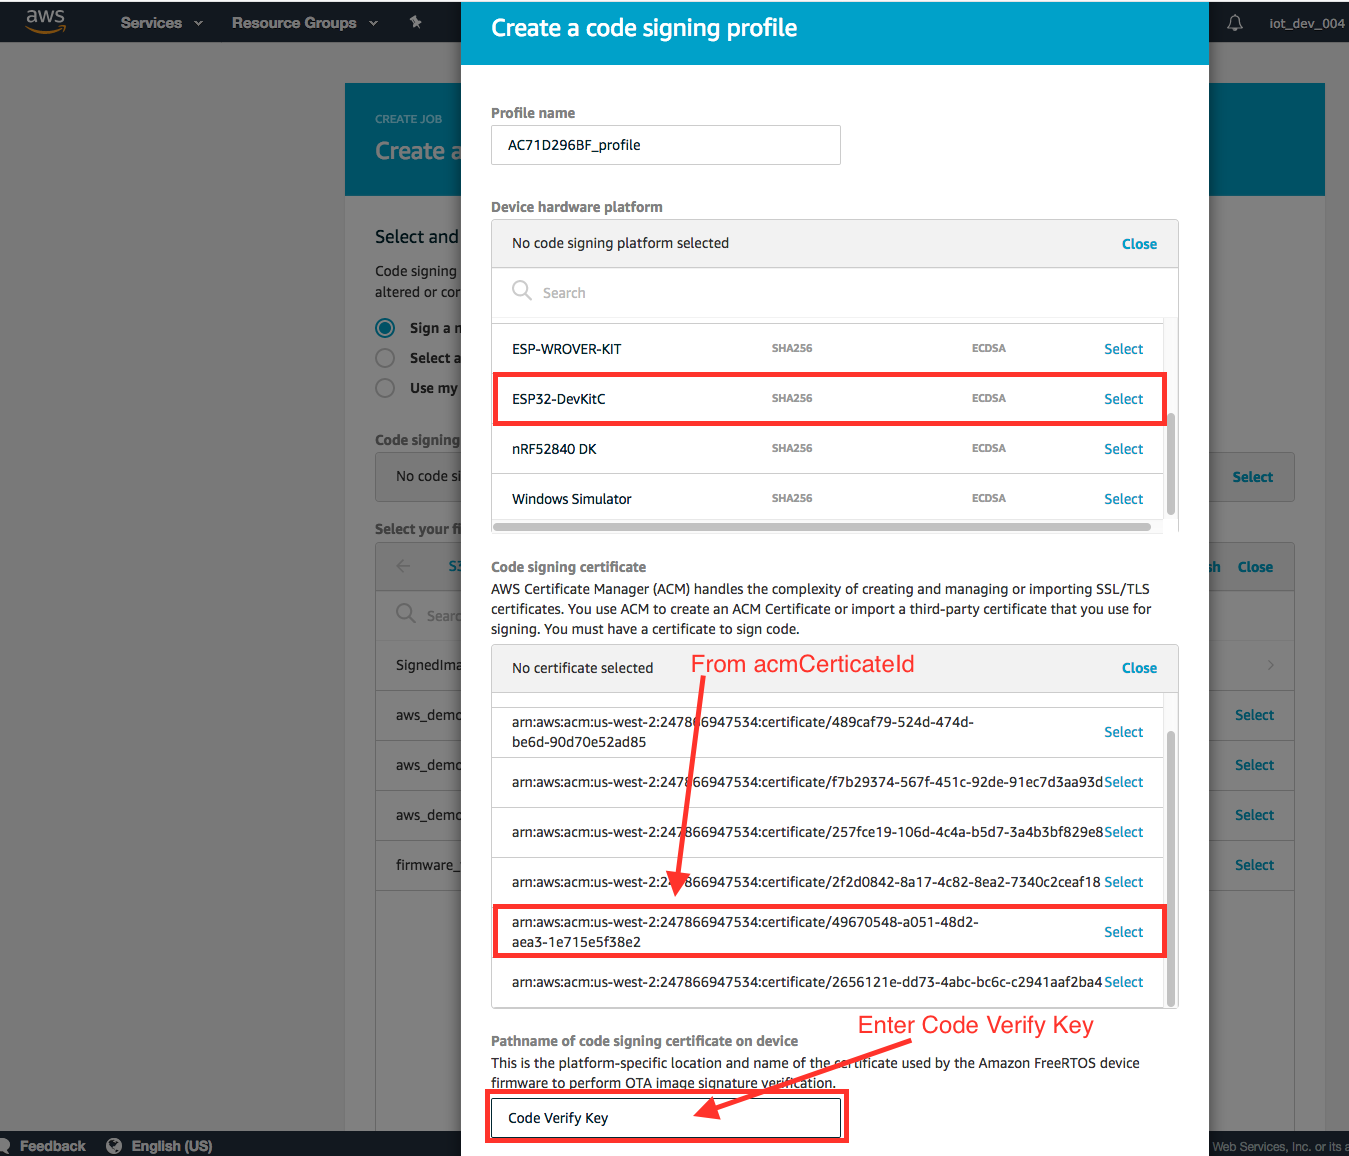 aws
Services
Resource Groups
iot_dev_004
Create a code signing profile
CREATE JOB
Create a
Select and
Code signing
altered or cor
Sign a n
Select a
Use my
Code signing
No code si
Select
Select your fi
S3
sh
Close
Searc
SignedIma
aws_demo
Select
aws_demo
Select
aws_demo
Select
firmware_
Select
Profile name
AC71D296BF_profile
Device hardware platform
No code signing platform selected
Close
Search
ESP-WROVER-KIT SHA256 ECDSA Select
ESP32-DevKitC SHA256 ECDSA Select
nRF52840 DK SHA256 ECDSA Select
Windows Simulator SHA256 ECDSA Select
Code signing certificate
AWS Certificate Manager (ACM) handles the complexity of creating and managing or importing SSL/TLS
certificates. You use ACM to create an ACM Certificate or import a third-party certificate that you use for
signing. You must have a certificate to sign code.
No certificate selected
From acmCerticateId
Close
arn:aws:acm:us-west-2:247866947534:certificate/489caf79-524d-474d-
be6d-90d70e52ad85
Select
arn:aws:acm:us-west-2:247866947534:certificate/f7b29374-567f-451c-92de-91ec7d3aa93d Select
arn:aws:acm:us-west-2:247866947534:certificate/257fce19-106d-4c4a-b5d7-3a4b3bf829e8 Select
arn:aws:acm:us-west-2:247866947534:certificate/2f2d0842-8a17-4c82-8ea2-7340c2ceaf18 Select
arn:aws:acm:us-west-2:247866947534:certificate/49670548-a051-48d2-
aea3-1e715e5f38e2
Select
arn:aws:acm:us-west-2:247866947534:certificate/2656121e-dd73-4abc-bc6c-c2941aaf2ba4 Select
Enter Code Verify Key
Pathname of code signing certificate on device
This is the platform-specific location and name of the certificate used by the Amazon FreeRTOS device
firmware to perform OTA image signature verification.
Code Verify Key
Feedback
English (US)
Web Services, Inc. or its a